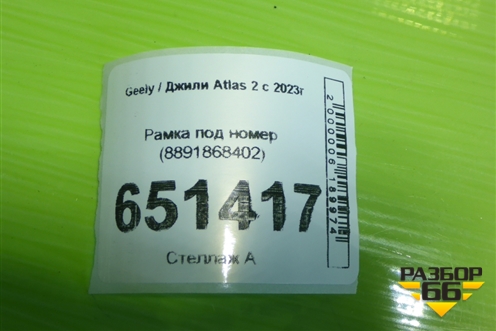 Geely / Джили Atlas 2 с 2023г
Рамка под номер
(8891868402)
651417
Стеллаж А
2000006189974
РАЗБОР
66